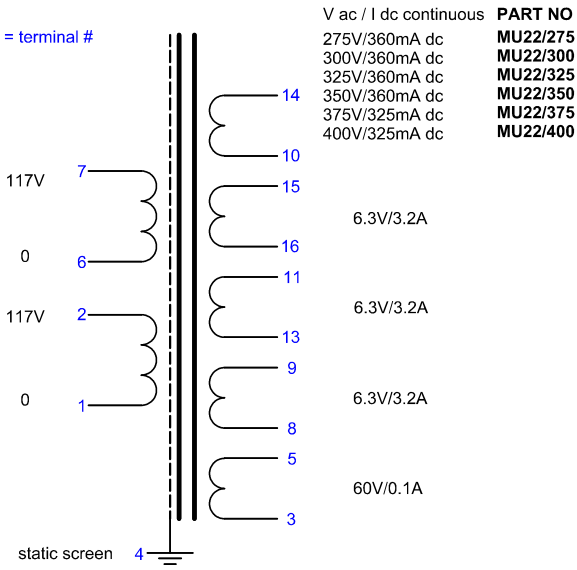 V ac / I dc continuous PART NO
= terminal #
275V/360mA dc MU22/275
300V/360mA dc MU22/300
325V/360mA dc MU22/325
350V/360mA dc MU22/350
375V/325mA dc MU22/375
400V/325mA dc MU22/400
14
10
7
117V
15
6.3V/3.2A
16
0
6
11
6.3V/3.2A
2
117V
13
9
6.3V/3.2A
0
1
8
5
60V/0.1A
3
static screen 4